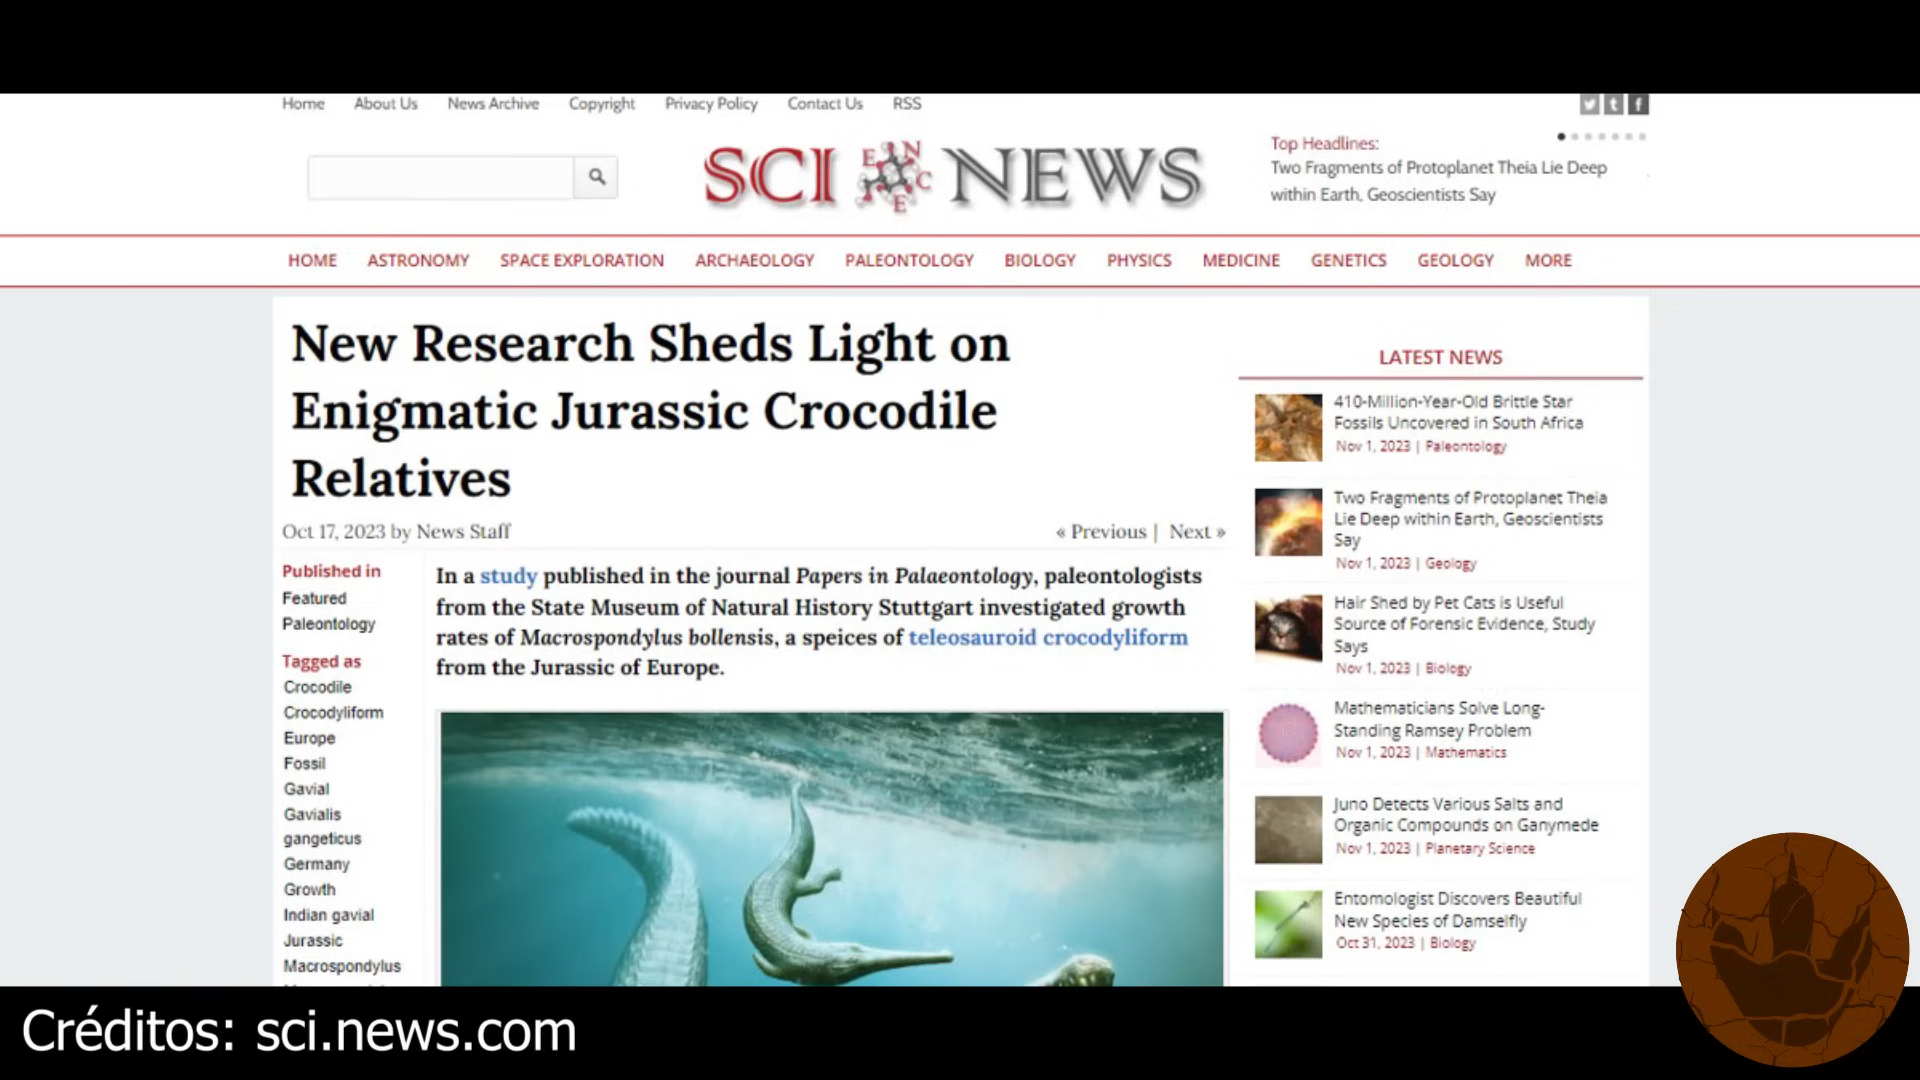 Home About Us News Archive Copyright Privacy Policy Contact Us RSS
SCI ENCE NEWS
Top Headlines:
Two Fragments of Protoplanet Theia Lie Deep
within Earth, Geoscientists Say
HOME ASTRONOMY SPACE EXPLORATION ARCHAEOLOGY PALEONTOLOGY BIOLOGY PHYSICS MEDICINE GENETICS GEOLOGY MORE
New Research Sheds Light on
Enigmatic Jurassic Crocodile
Relatives
Oct 17, 2023 by News Staff
« Previous | Next »
Published in
Featured
Paleontology
Tagged as
Crocodile
Crocodyliform
Europe
Fossil
Gavial
Gavialis
gangeticus
Germany
Growth
Indian gavial
Jurassic
Macrospondylus
In a study published in the journal Papers in Palaeontology, paleontologists
from the State Museum of Natural History Stuttgart investigated growth
rates of Macrospondylus bollensis, a speices of teleosauroid crocodyliform
from the Jurassic of Europe.
LATEST NEWS
410-Million-Year-Old Brittle Star
Fossils Uncovered in South Africa
Nov 1, 2023 | Paleontology
Two Fragments of Protoplanet Theia
Lie Deep within Earth, Geoscientists
Say
Nov 1, 2023 | Geology
Hair Shed by Pet Cats is Useful
Source of Forensic Evidence, Study
Says
Nov 1, 2023 | Biology
Mathematicians Solve Long-
Standing Ramsey Problem
Nov 1, 2023 | Mathematics
Juno Detects Various Salts and
Organic Compounds on Ganymede
Nov 1, 2023 | Planetary Science
Entomologist Discovers Beautiful
New Species of Damselfly
Oct 31, 2023 | Biology
Créditos: sci.news.com